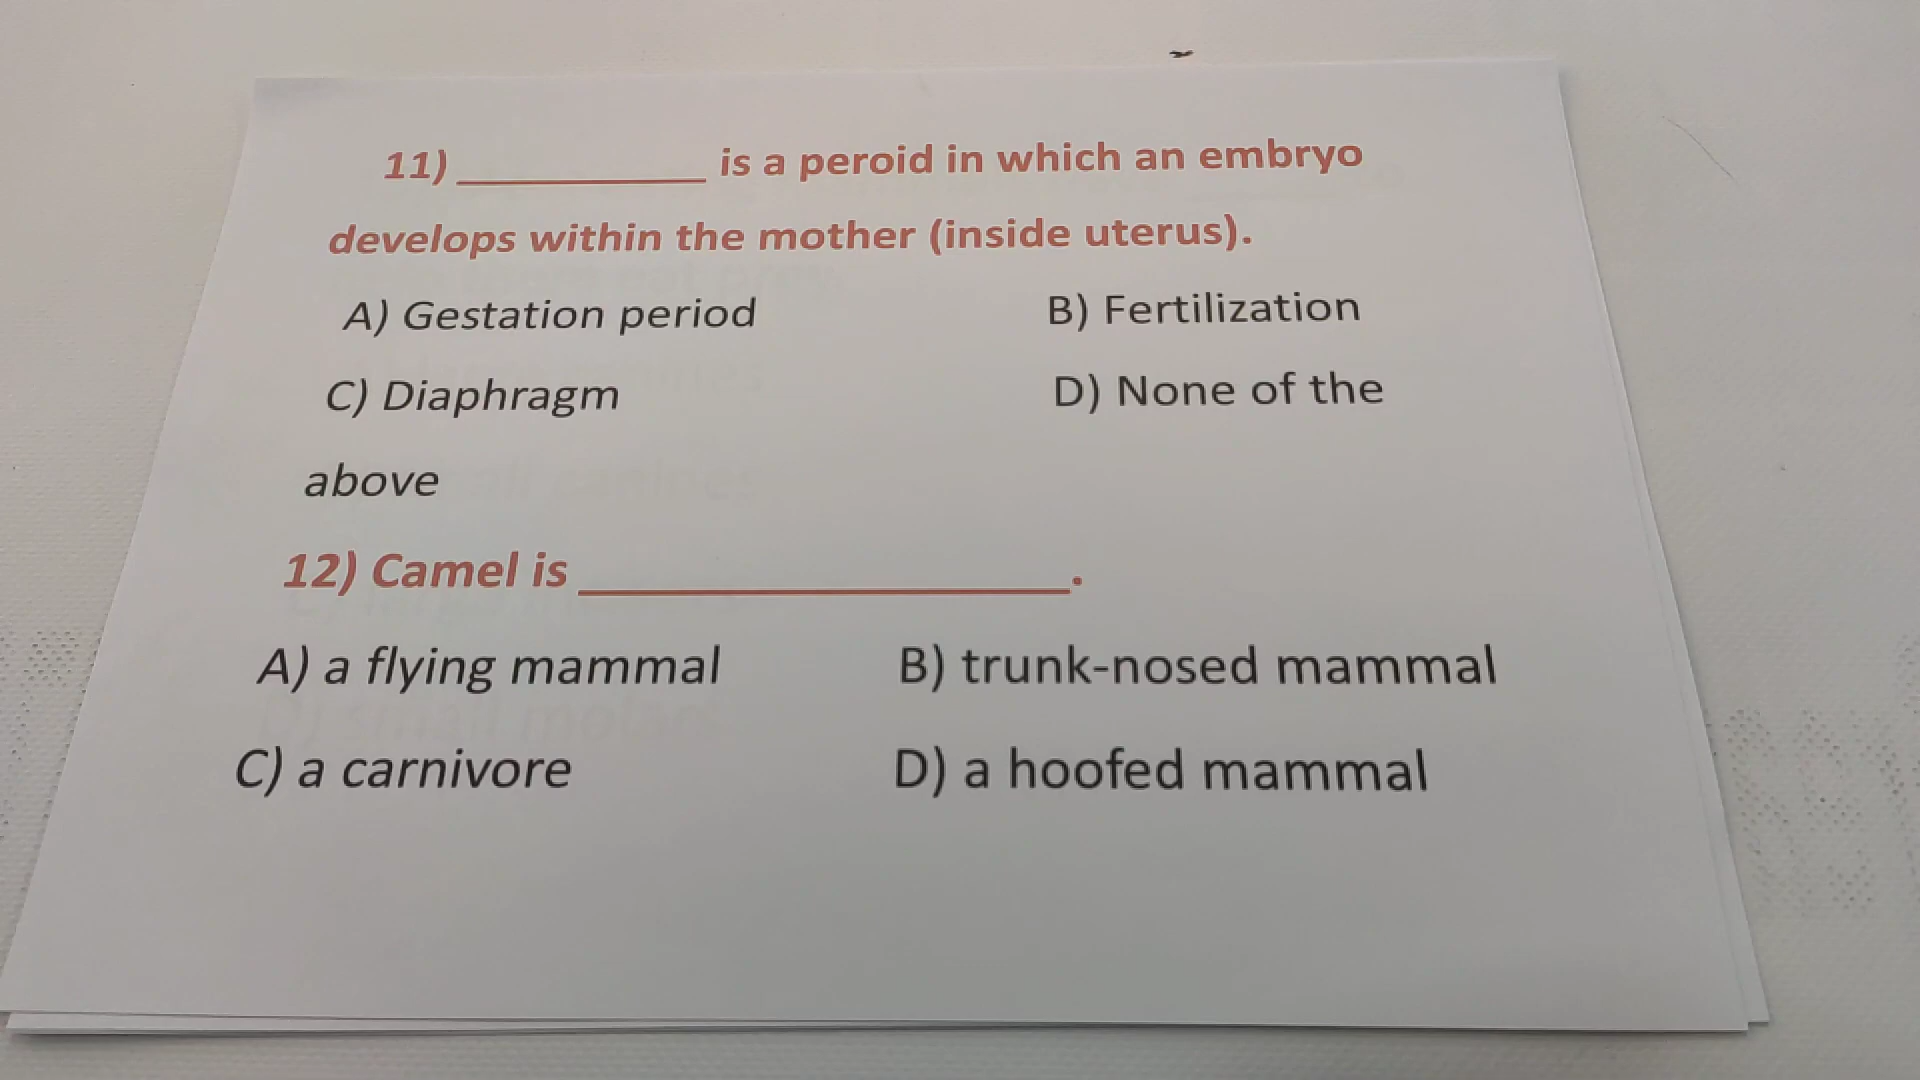 11) __________ is a peroid in which an embryo
develops within the mother (inside uterus).
A) Gestation period B) Fertilization
C) Diaphragm D) None of the
above
12) Camel is ____________________.
A) a flying mammal B) trunk-nosed mammal
C) a carnivore D) a hoofed mammal